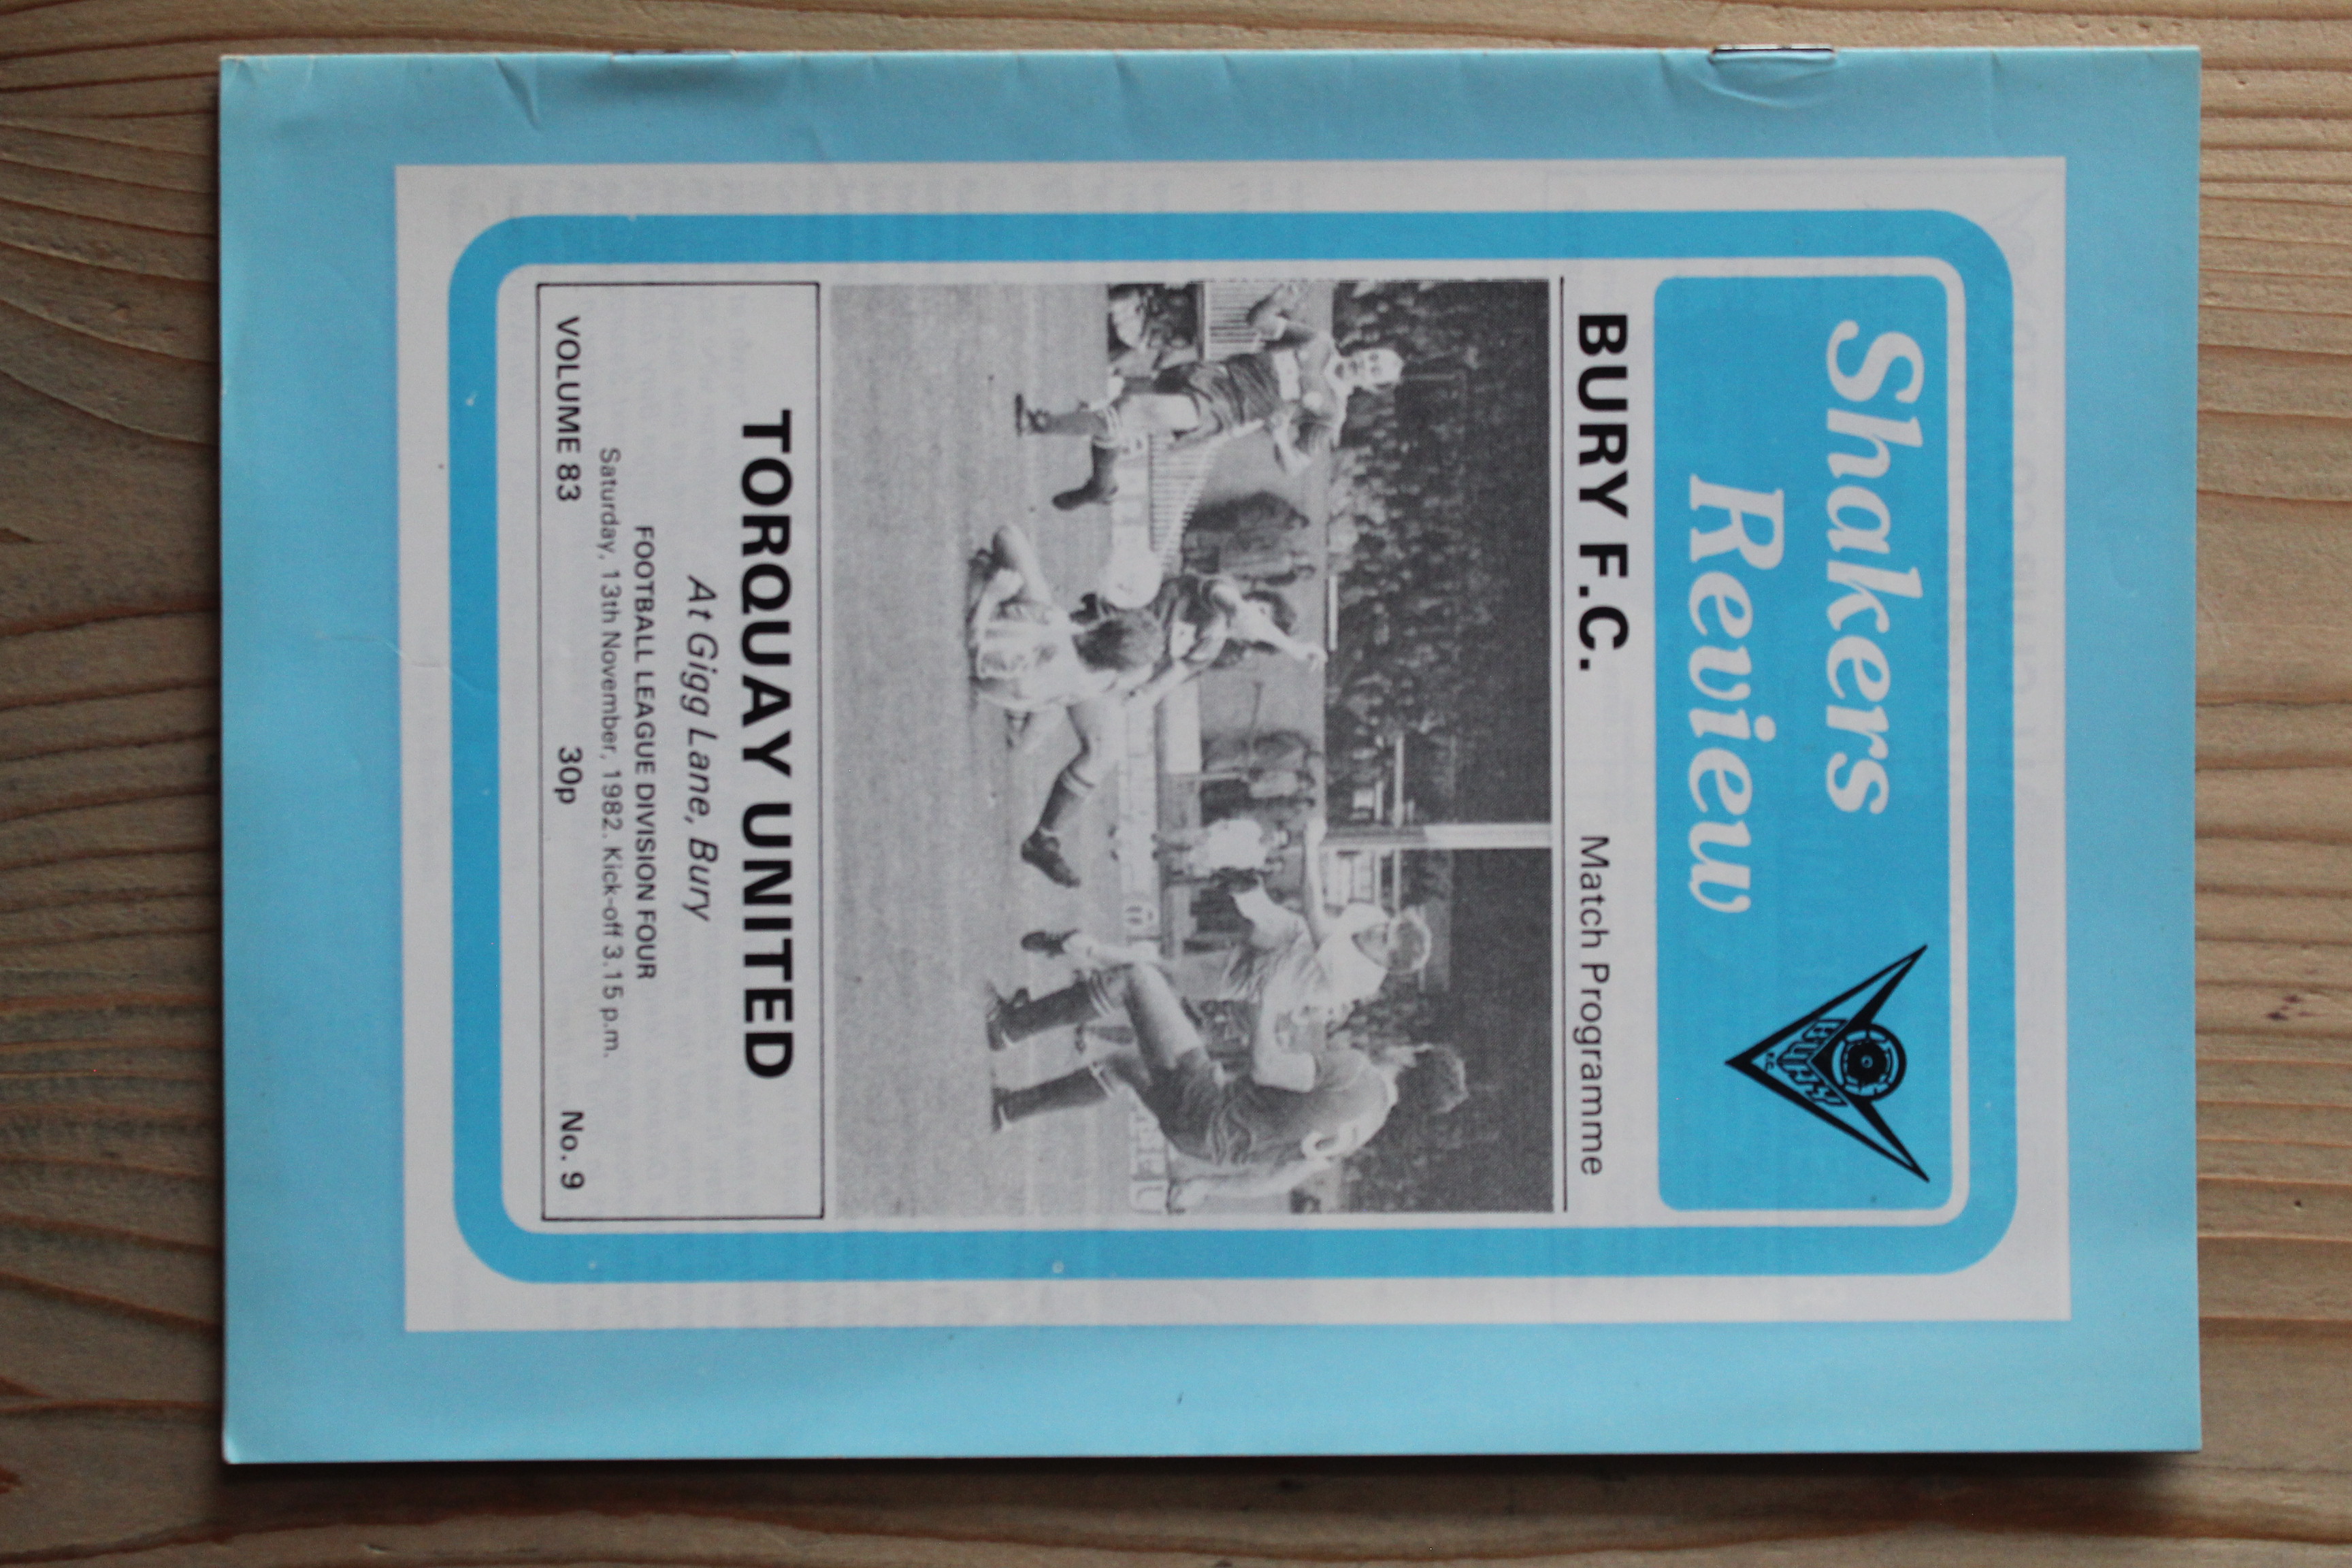 Shakers
Review
BURY
F.C.
BURY F.C. Match Programme
TORQUAY UNITED
At Gigg Lane, Bury
FOOTBALL LEAGUE DIVISION FOUR
Saturday, 13th November, 1982. Kick-off 3.15 p.m.
VOLUME 83 30p No. 9